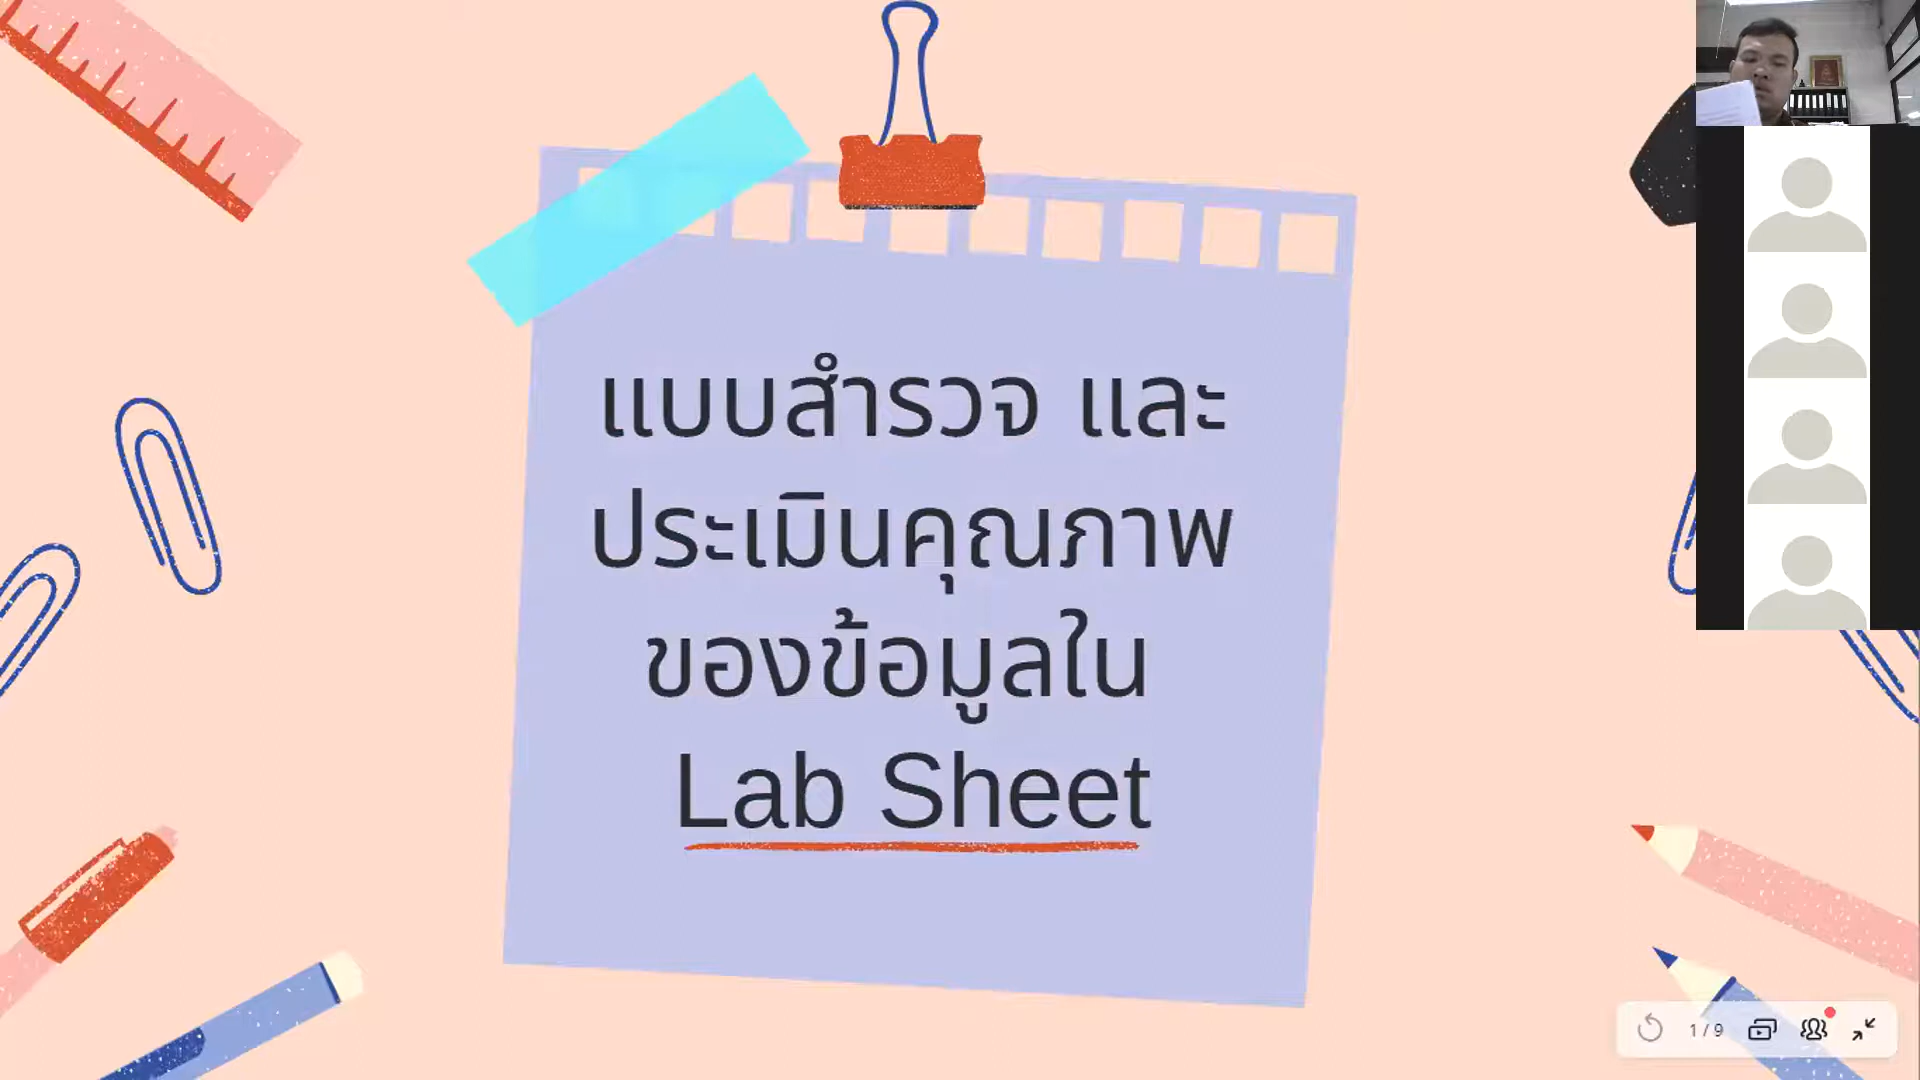 แบบสำรวจ และ
ประเมินคุณภาพ
ของข้อมูลใน
Lab Sheet
1 / 9